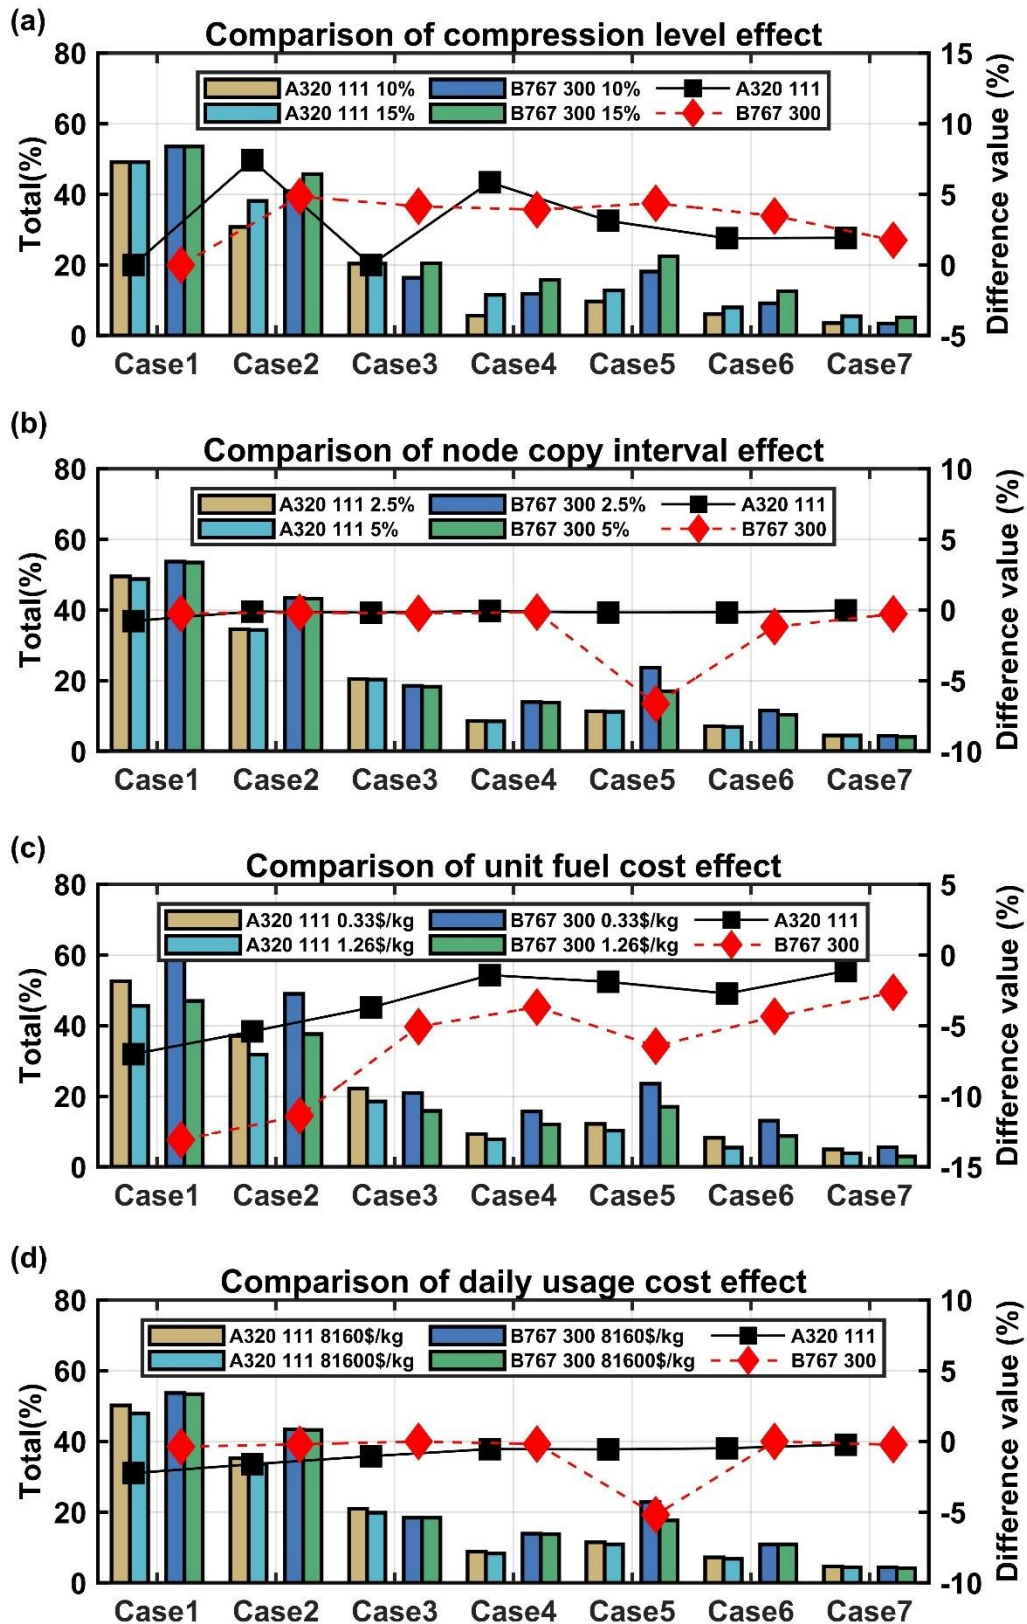 (a)
Comparison of compression level effect
A320 111 10% B767 300 10% A320 111
A320 111 15% B767 300 15% B767 300
Total(%)
80
60
40
20
0
Difference value (%)
15
10
5
0
-5
Case1 Case2 Case3 Case4 Case5 Case6 Case7
(b)
Comparison of node copy interval effect
A320 111 2.5% B767 300 2.5% A320 111
A320 111 5% B767 300 5% B767 300
Total(%)
80
60
40
20
0
Difference value (%)
10
5
0
-5
-10
Case1 Case2 Case3 Case4 Case5 Case6 Case7
(c)
Comparison of unit fuel cost effect
A320 111 0.33$/kg B767 300 0.33$/kg A320 111
A320 111 1.26$/kg B767 300 1.26$/kg B767 300
Total(%)
80
60
40
20
0
Difference value (%)
5
0
-5
-10
-15
Case1 Case2 Case3 Case4 Case5 Case6 Case7
(d)
Comparison of daily usage cost effect
A320 111 8160$/kg B767 300 8160$/kg A320 111
A320 111 81600$/kg B767 300 81600$/kg B767 300
Total(%)
80
60
40
20
0
Difference value (%)
10
5
0
-5
-10
Case1 Case2 Case3 Case4 Case5 Case6 Case7